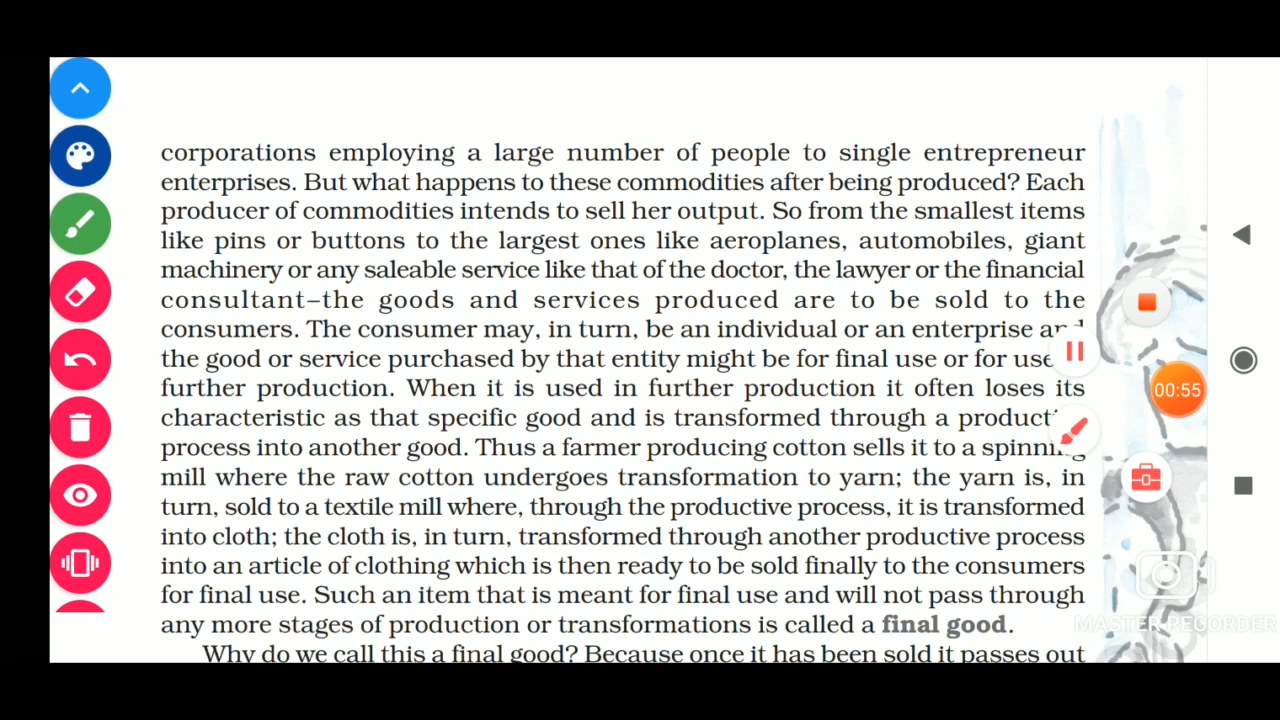 corporations employing a large number of people to single entrepreneur
enterprises. But what happens to these commodities after being produced? Each
producer of commodities intends to sell her output. So from the smallest items
like pins or buttons to the largest ones like aeroplanes, automobiles, giant
machinery or any saleable service like that of the doctor, the lawyer or the financial
consultant–the goods and services produced are to be sold to the
consumers. The consumer may, in turn, be an individual or an enterprise and
the good or service purchased by that entity might be for final use or for use
further production. When it is used in further production it often loses its
characteristic as that specific good and is transformed through a productive
process into another good. Thus a farmer producing cotton sells it to a spinning
mill where the raw cotton undergoes transformation to yarn; the yarn is, in
turn, sold to a textile mill where, through the productive process, it is transformed
into cloth; the cloth is, in turn, transformed through another productive process
into an article of clothing which is then ready to be sold finally to the consumers
for final use. Such an item that is meant for final use and will not pass through
any more stages of production or transformations is called a final good.
Why do we call this a final good? Because once it has been sold it passes out
00:55
MASTER RECORDER